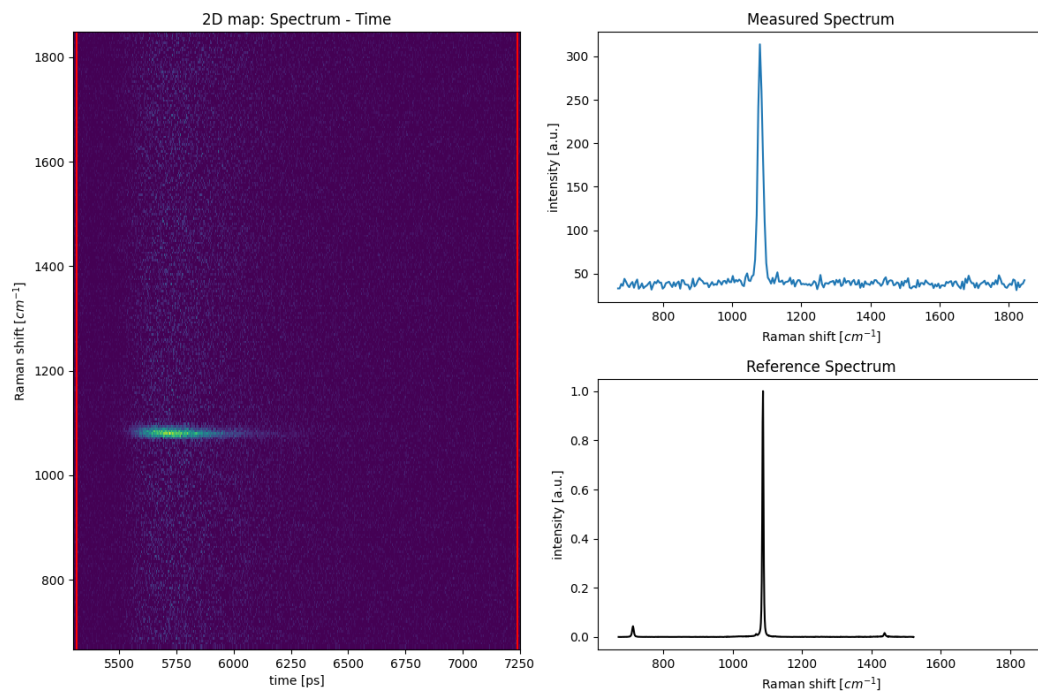 2D map: Spectrum - Time
Raman shift [cm⁻¹]
1800
1600
1400
1200
1000
800
5500 5750 6000 6250 6500 6750 7000 7250
time [ps]
Measured Spectrum
intensity [a.u.]
300
250
200
150
100
50
800 1000 1200 1400 1600 1800
Raman shift [cm⁻¹]
Reference Spectrum
intensity [a.u.]
1.0
0.8
0.6
0.4
0.2
0.0
800 1000 1200 1400 1600 1800
Raman shift [cm⁻¹]